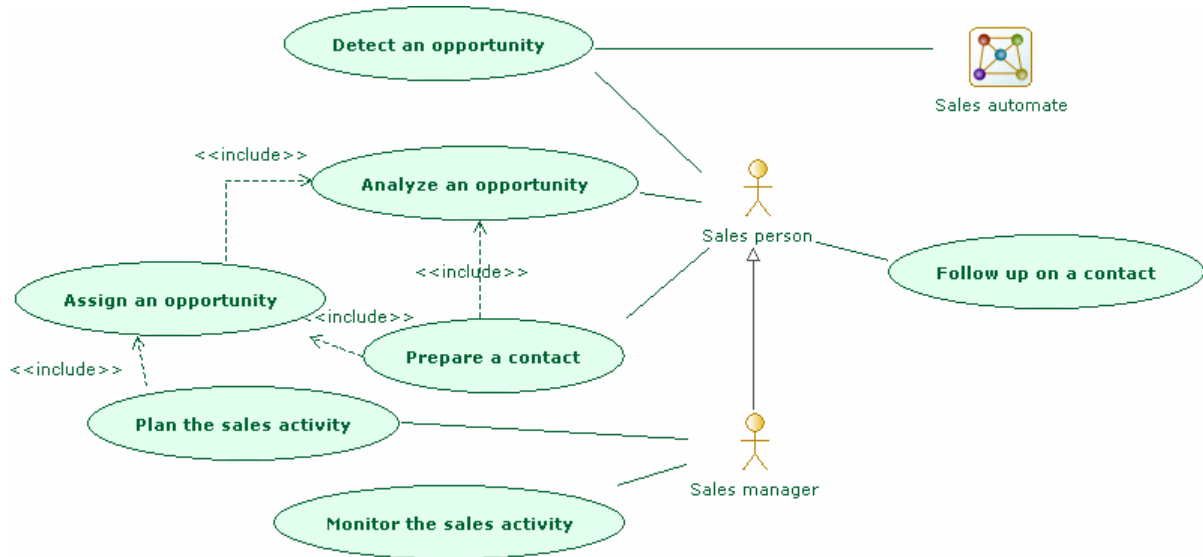 Detect an opportunity
Sales automate
<<include>>
Analyze an opportunity
Sales person
<<include>>
Follow up on a contact
Assign an opportunity
<<include>>
Prepare a contact
<<include>>
Plan the sales activity
Sales manager
Monitor the sales activity